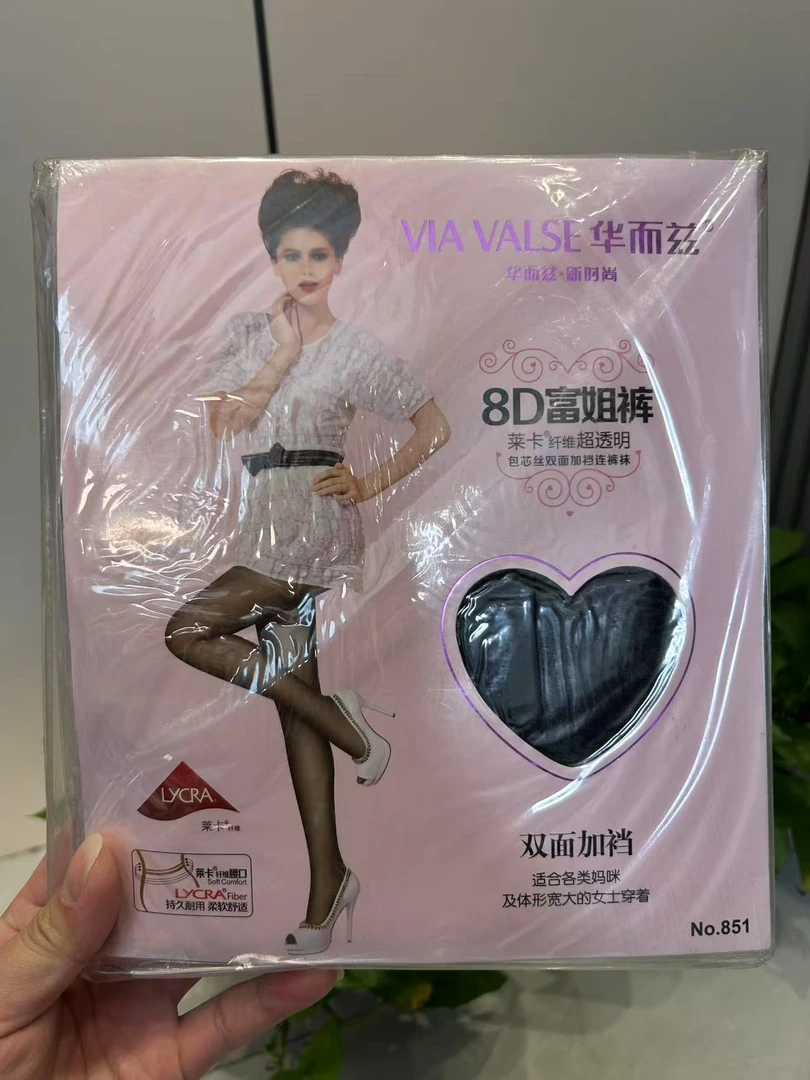 VIA VALSE 华而兹®
华而兹·新时尚
8D富姐裤
莱卡®纤维超透明
包芯丝双面加裆连裤袜
LYCRA®
莱卡®纤维
莱卡®纤维腰口
Soft Comfort
LYCRA® Fiber
持久耐用 柔软舒适
双面加裆
适合各类妈咪
及体形宽大的女士穿着
No.851